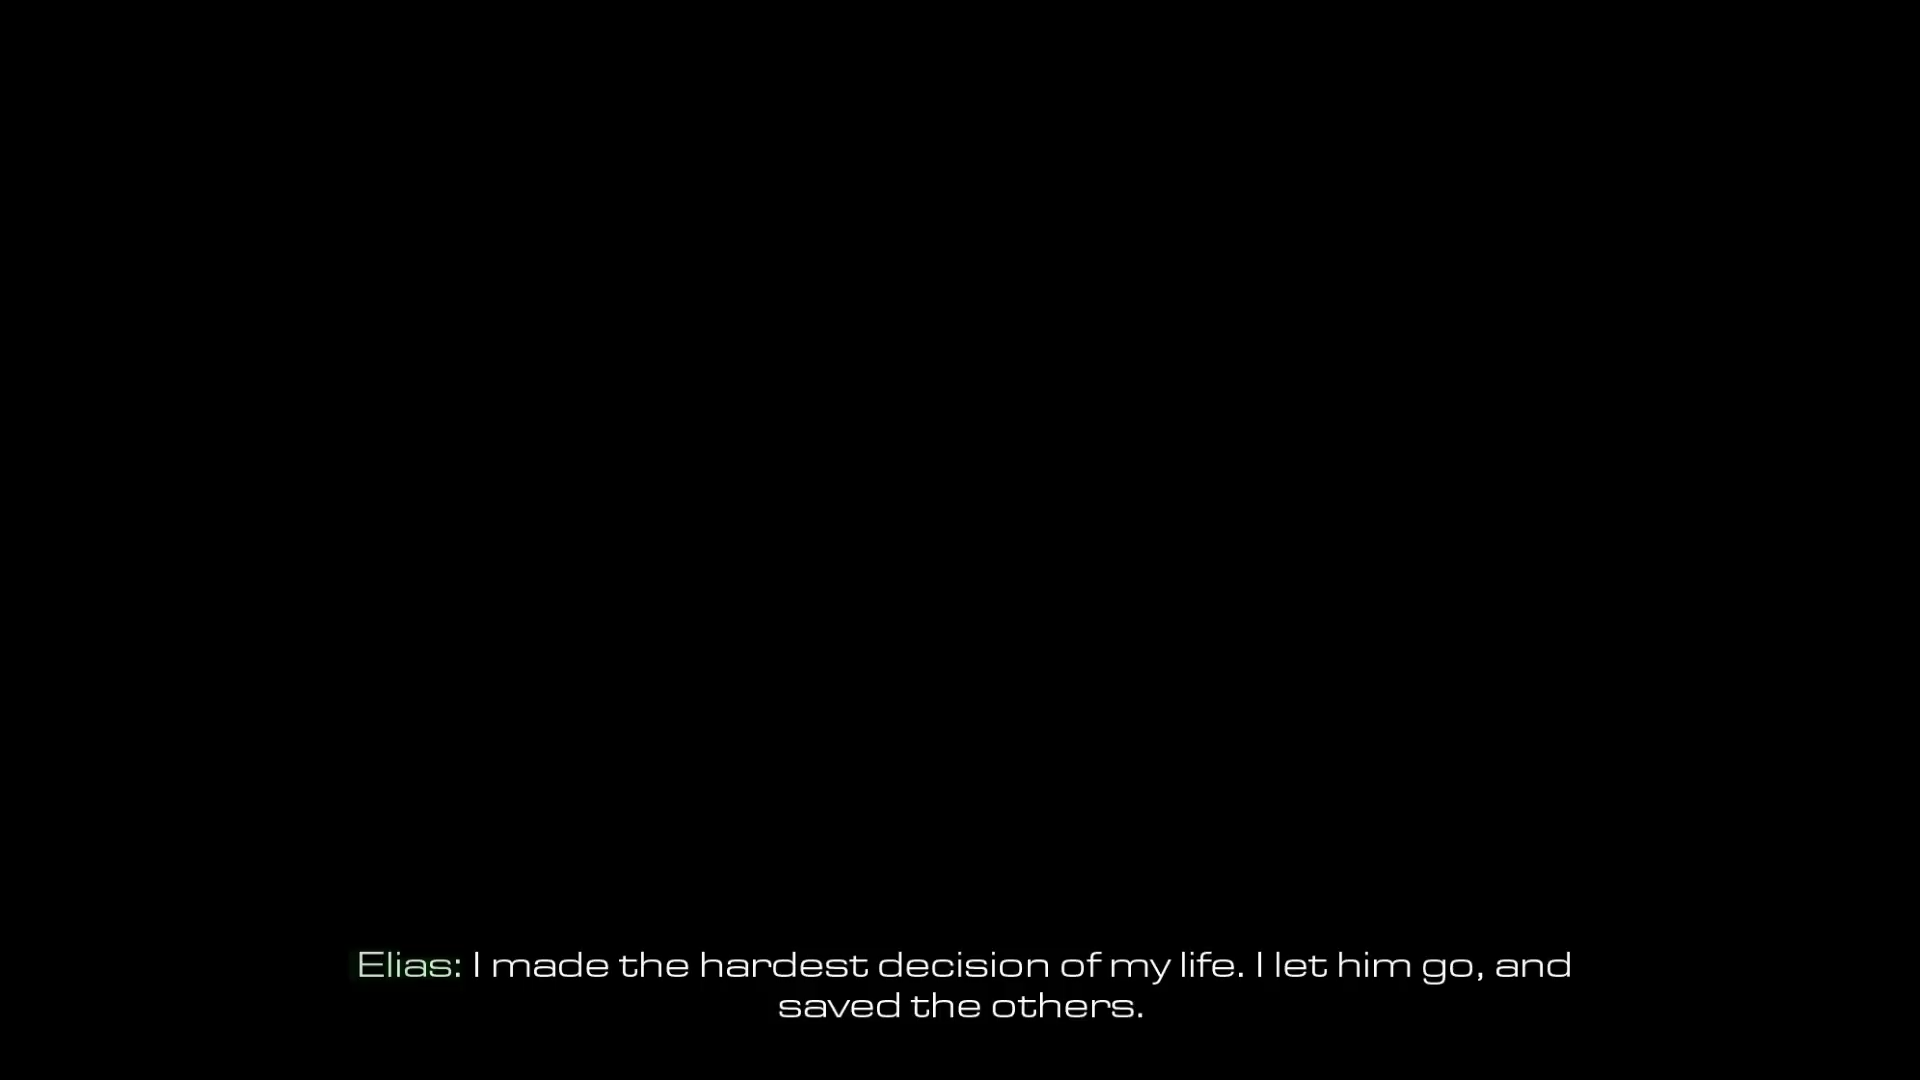 Elias: I made the hardest decision of my life. I let him go, and
saved the others.